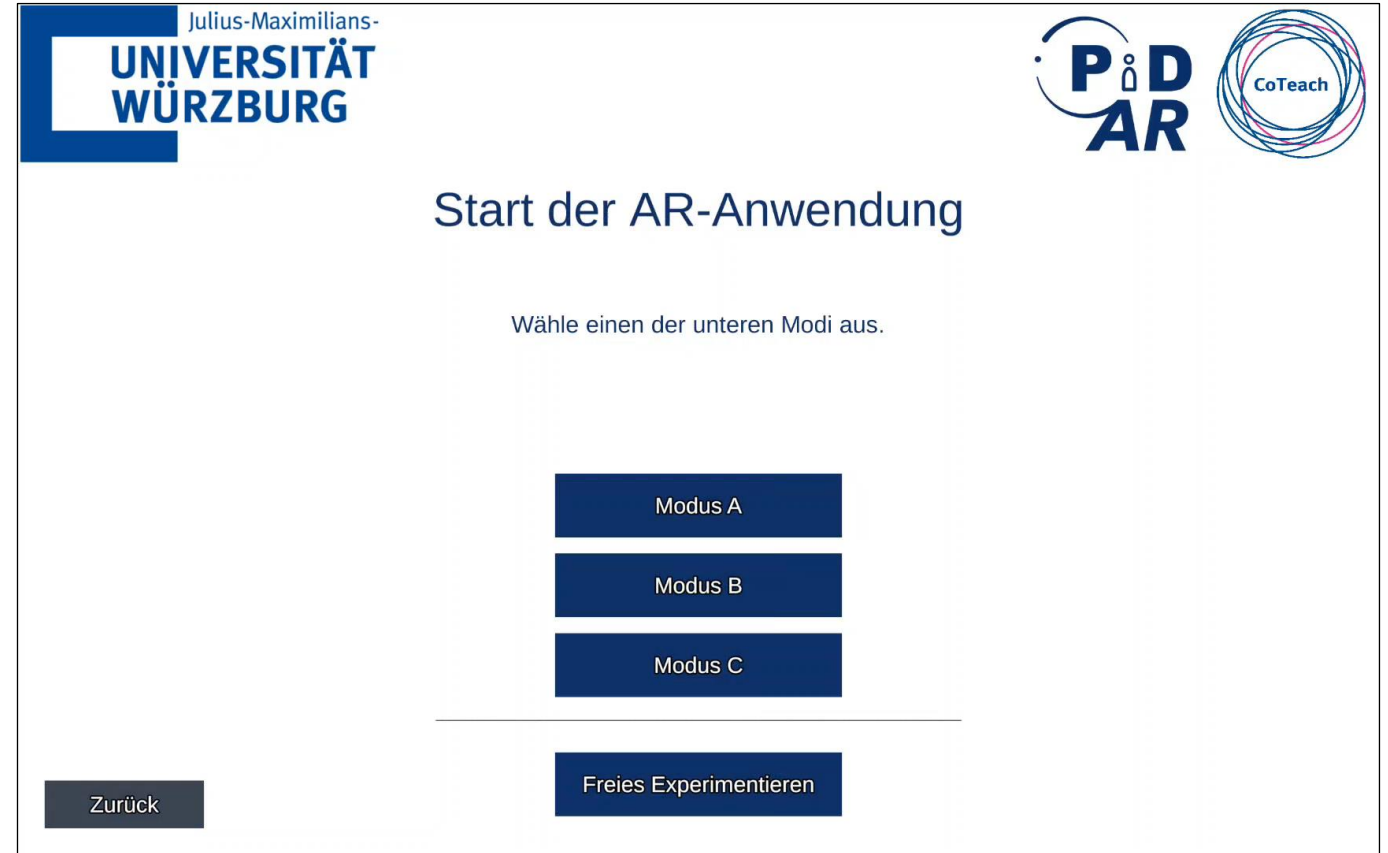 Julius-Maximilians-
UNIVERSITÄT
WÜRZBURG
PiD
AR
CoTeach
Start der AR-Anwendung
Wähle einen der unteren Modi aus.
Modus A
Modus B
Modus C
Freies Experimentieren
Zurück